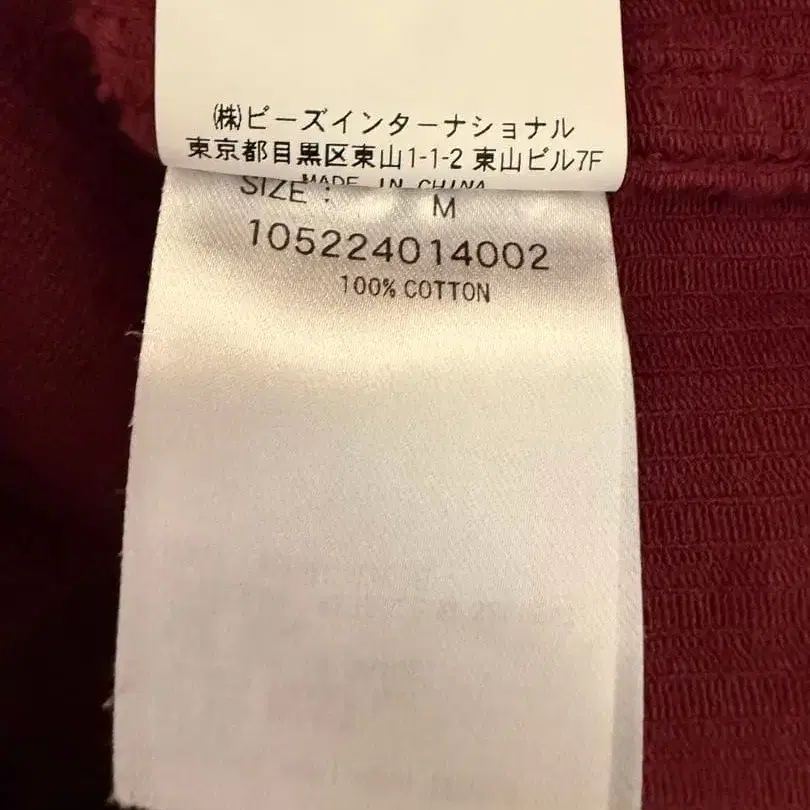 ㈱ビーズインターナショナル
東京都目黒区東山1-1-2 東山ビル7F
MADE IN CHINA
SIZE : M
105224014002
100% COTTON